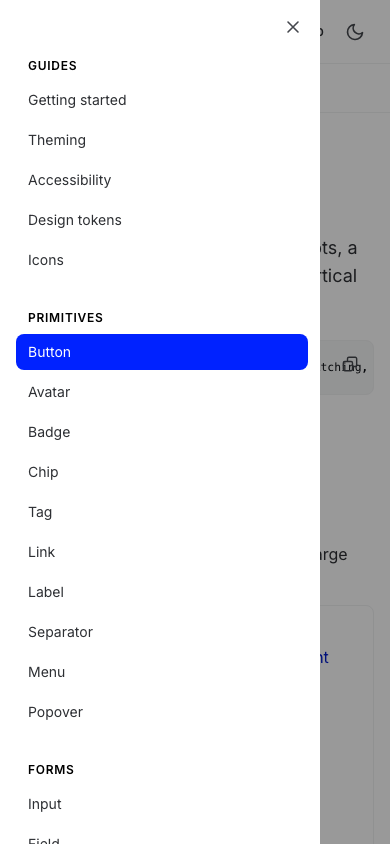 GUIDES
Getting started
Theming
Accessibility
Design tokens
Icons
PRIMITIVES
Button
Avatar
Badge
Chip
Tag
Link
Label
Separator
Menu
Popover
FORMS
Input
Field